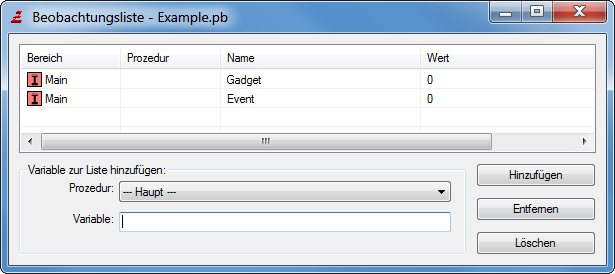 Beobachtungsliste - Example.pb
Bereich Prozedur Name Wert
I Main Gadget 0
I Main Event 0
Variable zur Liste hinzufügen:
Prozedur: --- Haupt ---
Variable:
Hinzufügen
Entfernen
Löschen